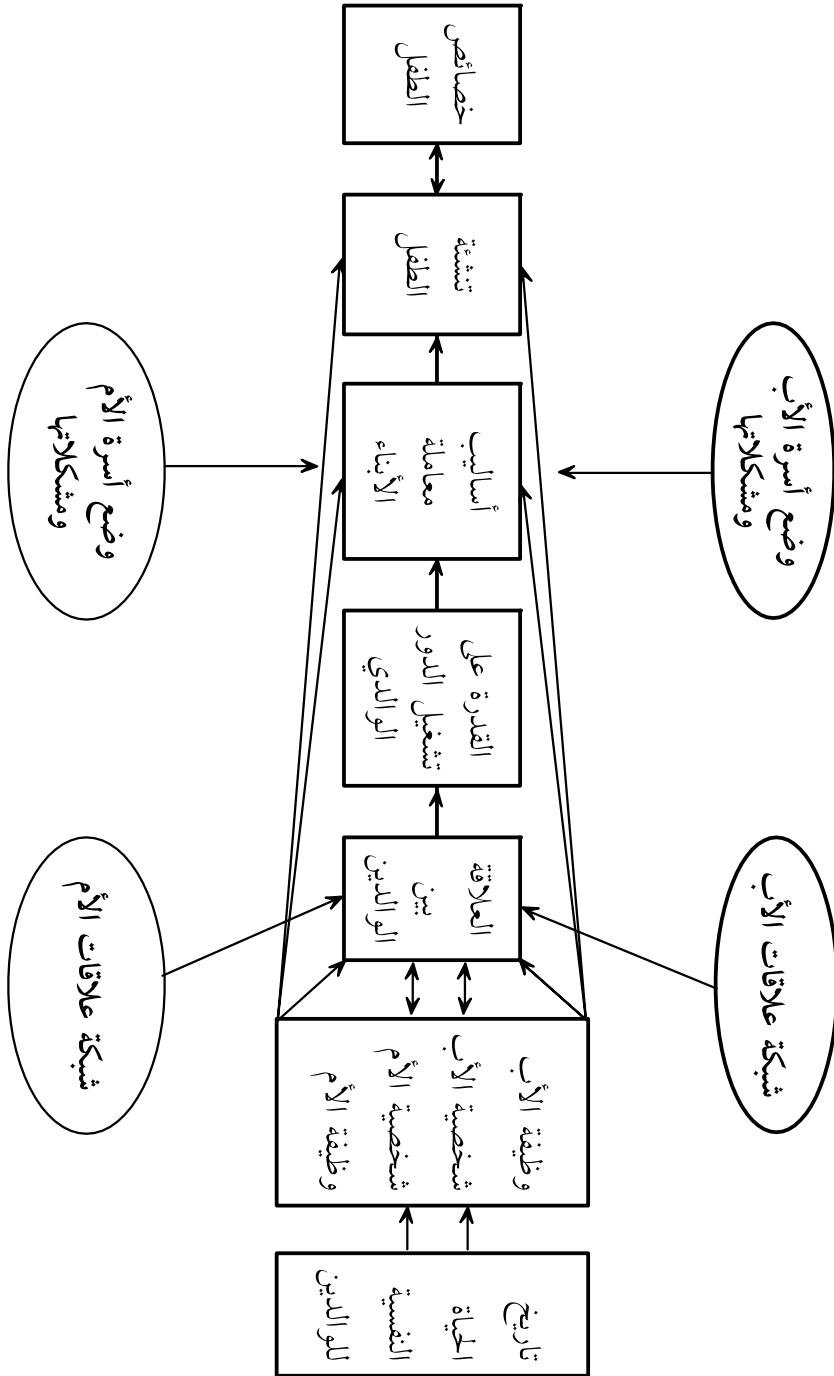 تاريخ
الحياة
النفسية
للوالدين
وظيفة الأب
شخصية الأب
شخصية الأم
وظيفة الأم
شبكة علاقات الأب
العلاقة
بين
الوالدين
شبكة علاقات الأم
القدرة على
تشغيل الدور
الوالدي
وضع أسرة الأب
ومشكلاتها
أساليب
معاملة
الأبناء
وضع أسرة الأم
ومشكلاتها
تنشئة
الطفل
خصائص
الطفل